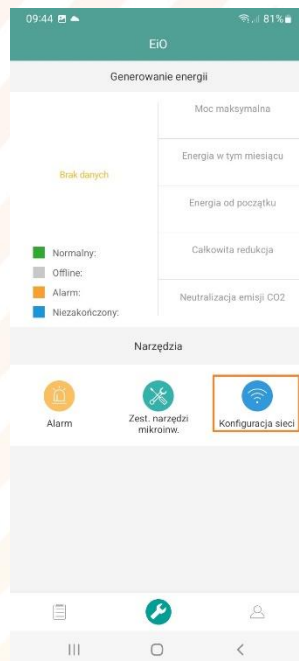 09:44 81%
EiO
Generowanie energii
Moc maksymalna
Energia w tym miesiącu
Brak danych
Energia od początku
Całkowita redukcja
Normalny:
Offline:
Alarm:
Neutralizacja emisji CO2
Niezakończony:
Narzędzia
Alarm
Zest. narzędzi
mikroinw.
Konfiguracja sieci